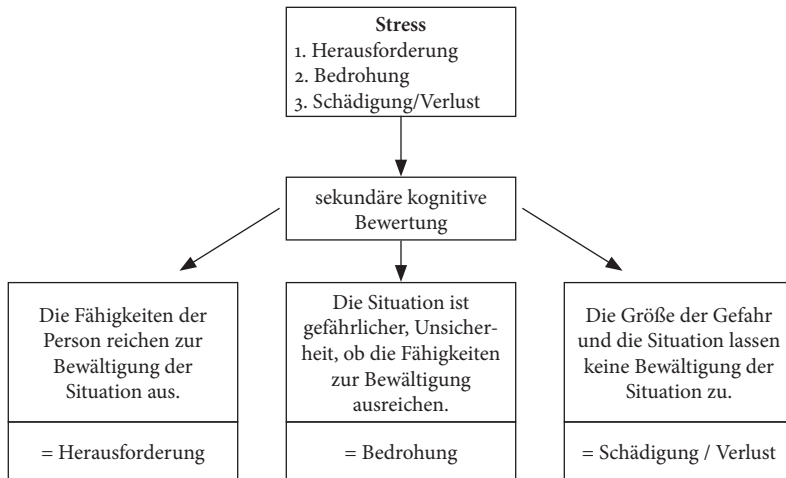 Stress
1. Herausforderung
2. Bedrohung
3. Schädigung/Verlust
sekundäre kognitive
Bewertung
Die Fähigkeiten der
Person reichen zur
Bewältigung der
Situation aus.
= Herausforderung
Die Situation ist
gefährlicher, Unsicher-
heit, ob die Fähigkeiten
zur Bewältigung
ausreichen.
= Bedrohung
Die Größe der Gefahr
und die Situation lassen
keine Bewältigung der
Situation zu.
= Schädigung / Verlust